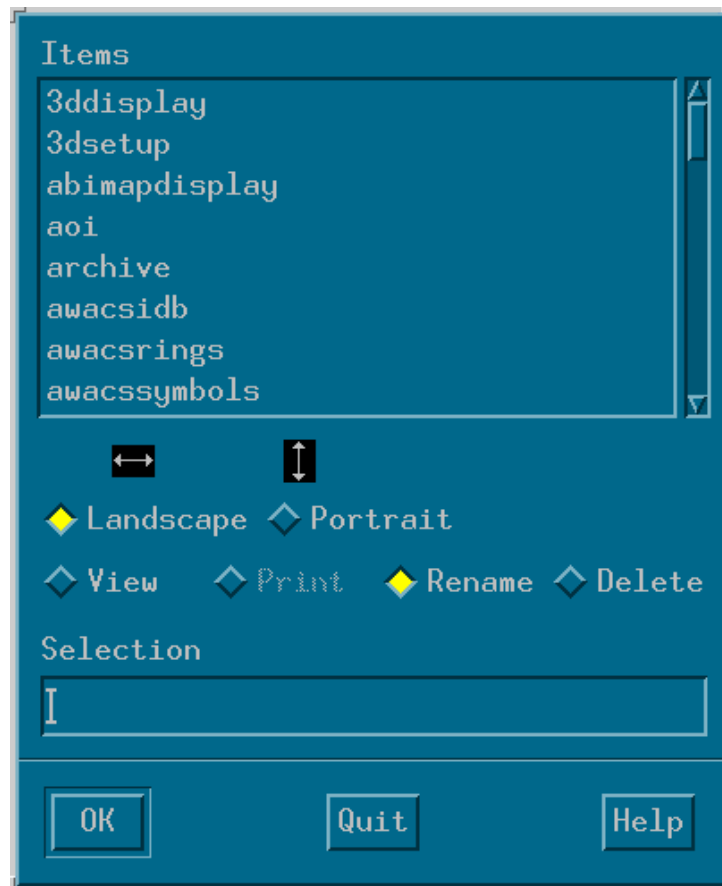 Items
3ddisplay
3dsetup
abimapdisplay
aoi
archive
awacsidb
awacsrings
awacssymbols
Landscape Portrait
View Print Rename Delete
Selection
OK Quit Help